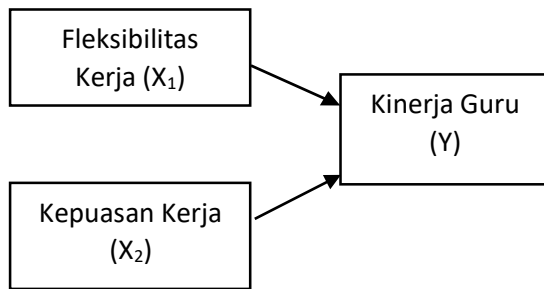 Fleksibilitas
Kerja (X₁)
Kinerja Guru
(Y)
Kepuasan Kerja
(X₂)